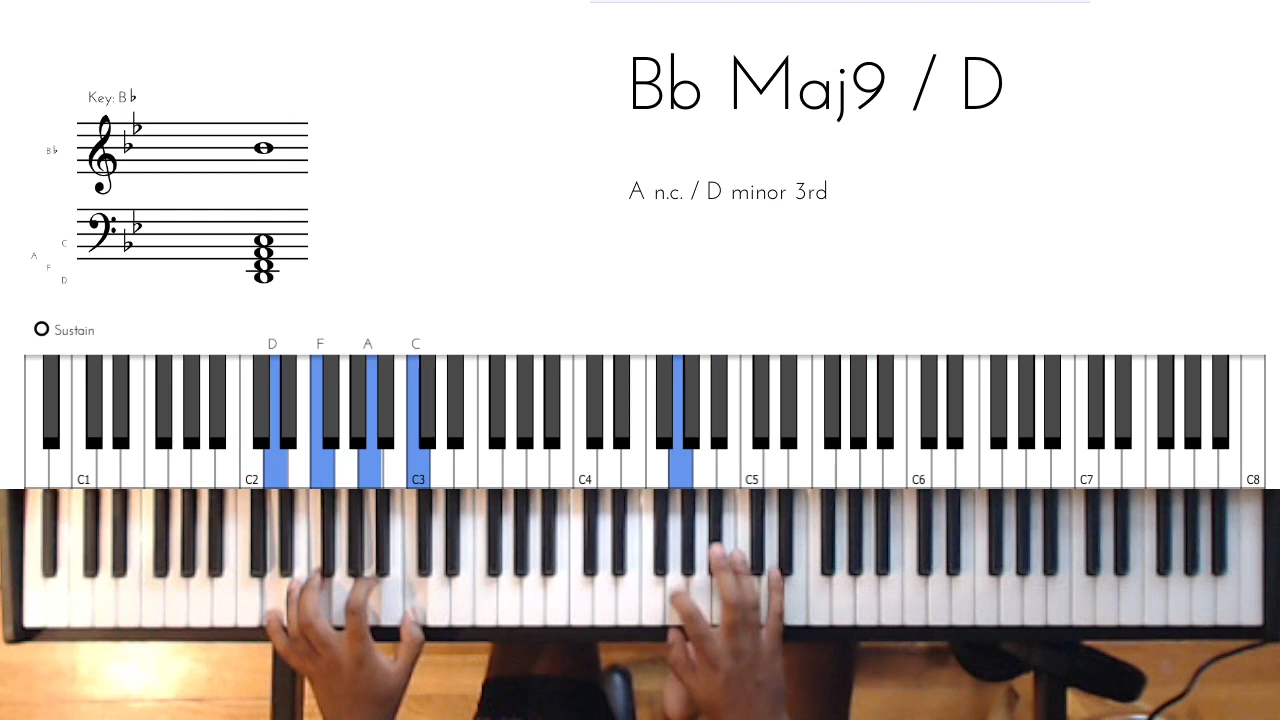 Bb Maj9 / D
Key: B♭
B♭
A n.c. / D minor 3rd
C
A
F
D
Sustain
D F A C
C1 C2 C3 C4 C5 C6 C7 C8